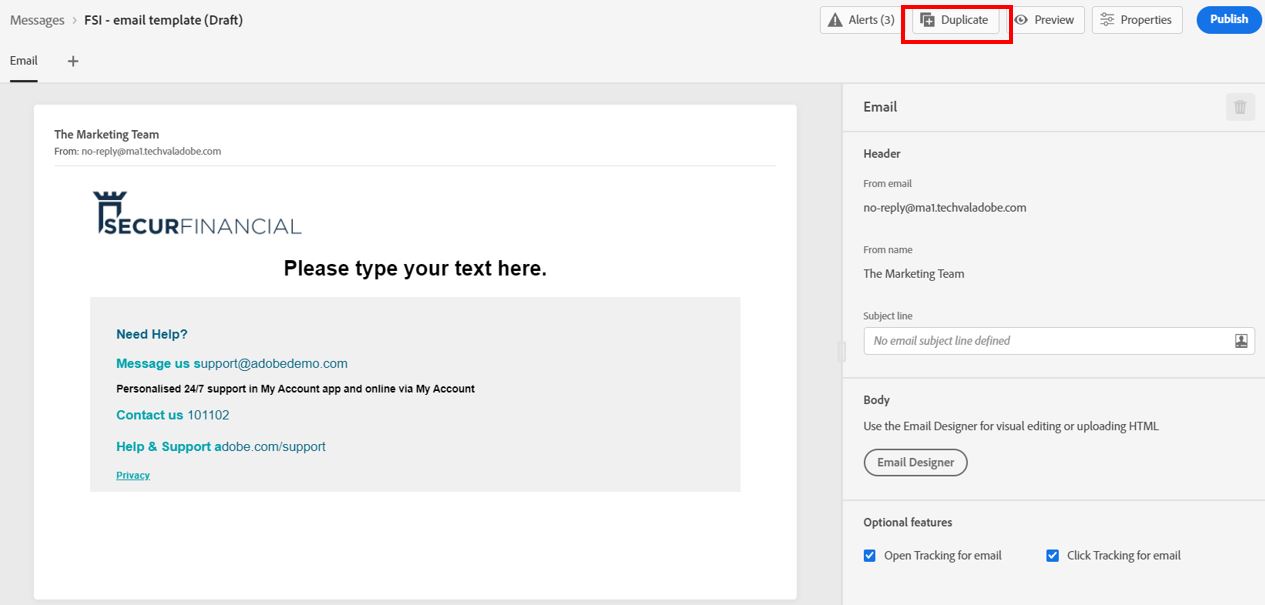 Messages > FSI - email template (Draft)
Alerts (3)
Duplicate
Preview
Properties
Publish
Email
+
The Marketing Team
From: no-reply@ma1.techvaladobe.com
SECURFINANCIAL
Please type your text here.
Need Help?
Message us support@adobedemo.com
Personalised 24/7 support in My Account app and online via My Account
Contact us 101102
Help & Support adobe.com/support
Privacy
Email
Header
From email
no-reply@ma1.techvaladobe.com
From name
The Marketing Team
Subject line
No email subject line defined
Body
Use the Email Designer for visual editing or uploading HTML
Email Designer
Optional features
Open Tracking for email
Click Tracking for email